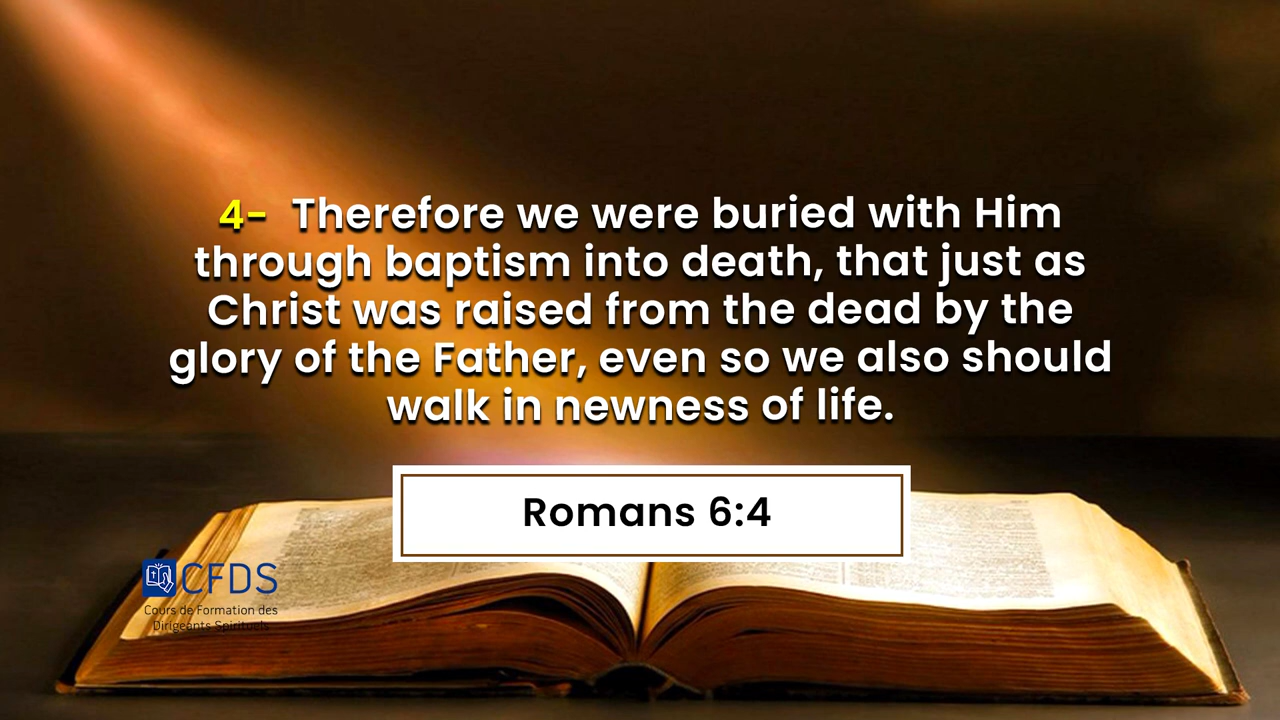 4- Therefore we were buried with Him
through baptism into death, that just as
Christ was raised from the dead by the
glory of the Father, even so we also should
walk in newness of life.
Romans 6:4
CFDS
Cours de Formation des
Dirigeants Spirituels